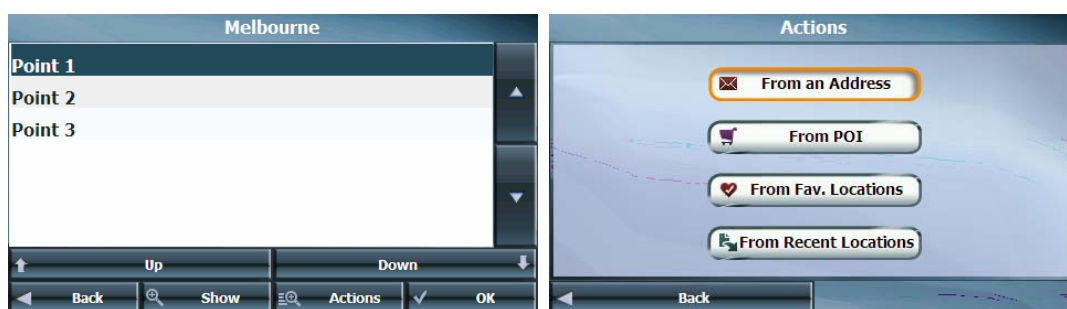 Melbourne
Point 1
Point 2
Point 3
Up Down
Back Show Actions OK
Actions
From an Address
From POI
From Fav. Locations
From Recent Locations
Back